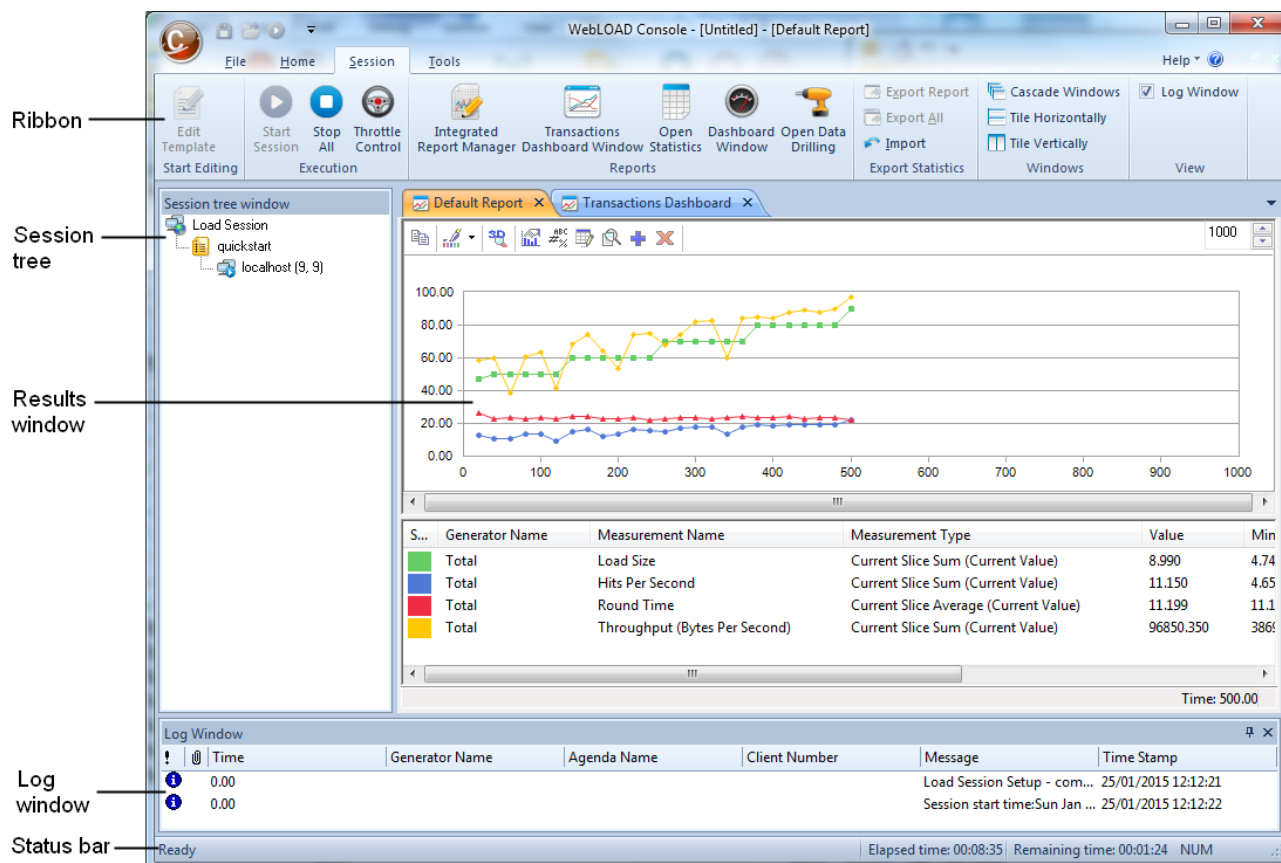 WebLOAD Console - [Untitled] - [Default Report]
File Home Session Tools Help
Ribbon
Edit Template
Start Session
Stop All
Throttle Control
Integrated Report Manager
Transactions Dashboard Window
Open Statistics
Dashboard Window
Open Data Drilling
Export Report
Export All
Import
Cascade Windows
Tile Horizontally
Tile Vertically
Log Window
Start Editing Execution Reports Export Statistics Windows View
Session tree
Session tree window
Load Session
quickstart
localhost (9, 9)
Default Report Transactions Dashboard
3D ABC #% 1000
Results window
100.00
80.00
60.00
40.00
20.00
0.00
0 100 200 300 400 500 600 700 800 900 1000
S... Generator Name Measurement Name Measurement Type Value Min
Total Load Size Current Slice Sum (Current Value) 8.990 4.74
Total Hits Per Second Current Slice Sum (Current Value) 11.150 4.65
Total Round Time Current Slice Average (Current Value) 11.199 11.1
Total Throughput (Bytes Per Second) Current Slice Sum (Current Value) 96850.350 3869
Time: 500.00
Log window
Log Window
! Time Generator Name Agenda Name Client Number Message Time Stamp
0.00 Load Session Setup - com... 25/01/2015 12:12:21
0.00 Session start time:Sun Jan ... 25/01/2015 12:12:22
Status bar
Ready Elapsed time: 00:08:35 Remaining time: 00:01:24 NUM